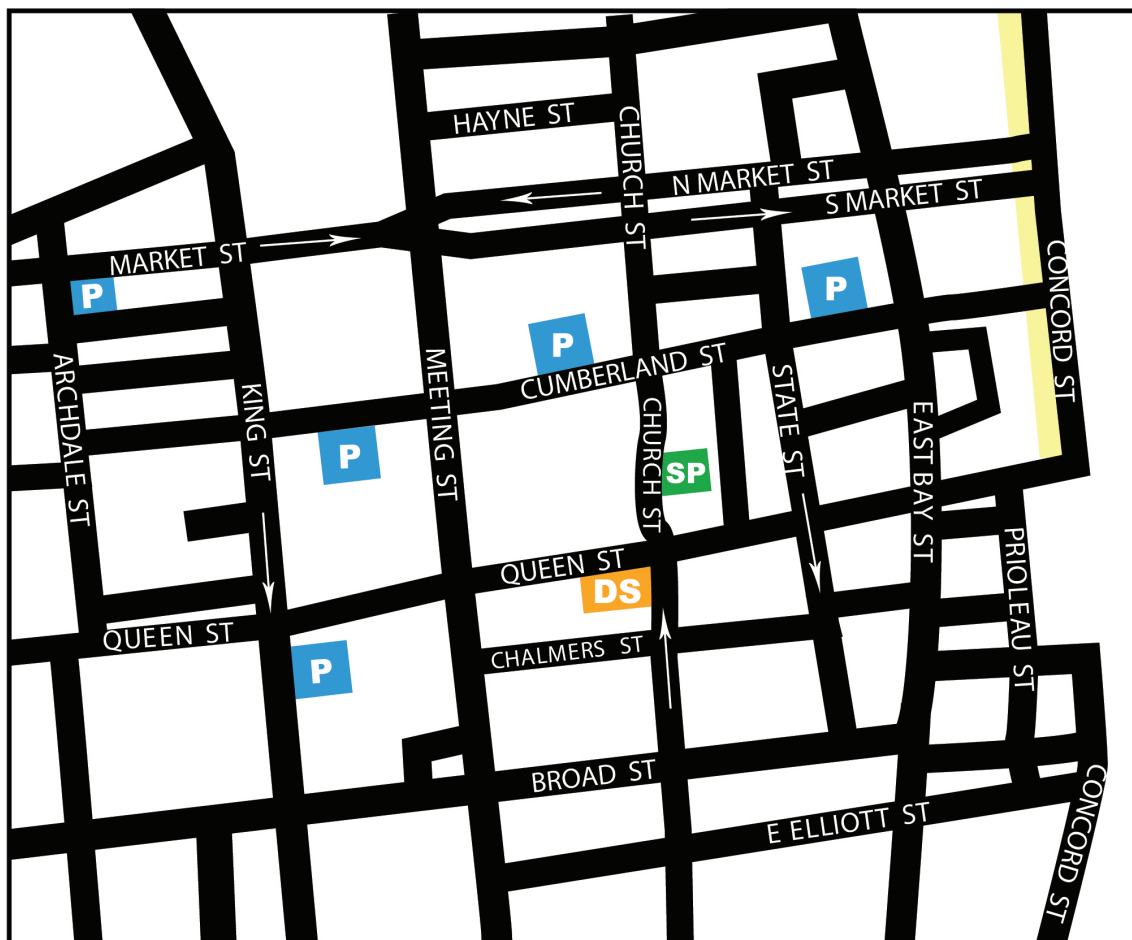 HAYNE ST
CHURCH ST
N MARKET ST
S MARKET ST
MARKET ST
P
P
P
CONCORD ST
CUMBERLAND ST
ARCHDALE ST
KING ST
MEETING ST
CHURCH ST
STATE ST
EAST BAY ST
P
SP
QUEEN ST
DS
PRIOLEAU ST
QUEEN ST
CHALMERS ST
P
BROAD ST
E ELLIOTT ST
CONCORD ST